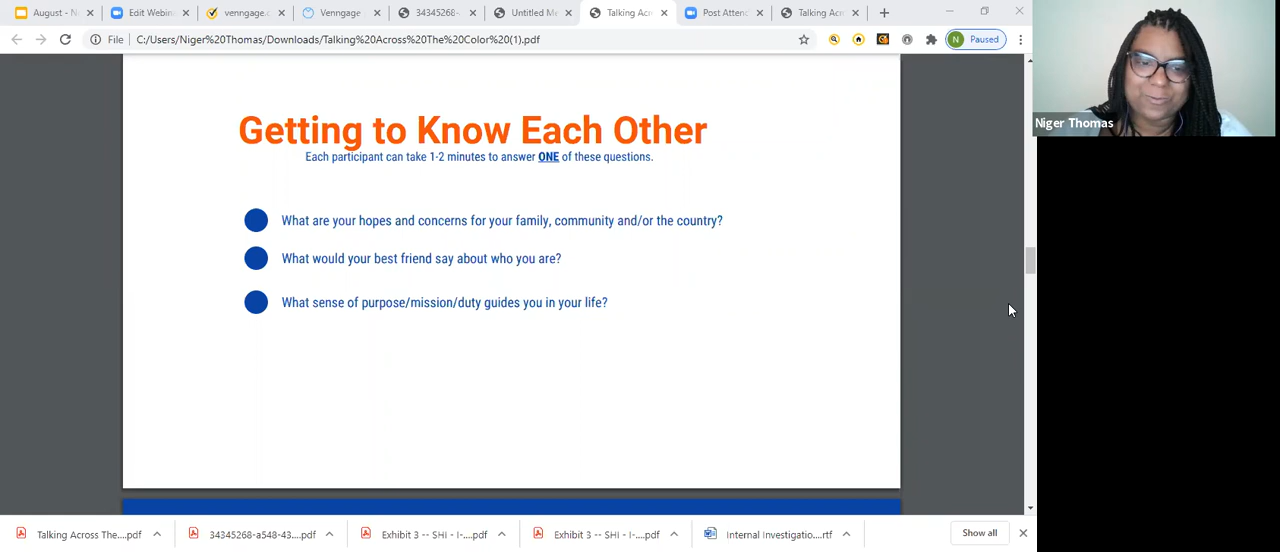 August - N
Edit Webin
venngage.c
Venngage
34345268-
Untitled Me
Talking Acr
Post Attend
Talking Acr
File
C:/Users/Niger%20Thomas/Downloads/Talking%20Across%20The%20Color%20(1).pdf
N
Paused
Niger Thomas
Getting to Know Each Other
Each participant can take 1-2 minutes to answer ONE of these questions.
What are your hopes and concerns for your family, community and/or the country?
What would your best friend say about who you are?
What sense of purpose/mission/duty guides you in your life?
Talking Across The....pdf
34345268-a548-43....pdf
Exhibit 3 -- SHI - I-....pdf
Exhibit 3 -- SHI - I-....pdf
Internal Investigatio....rtf
Show all